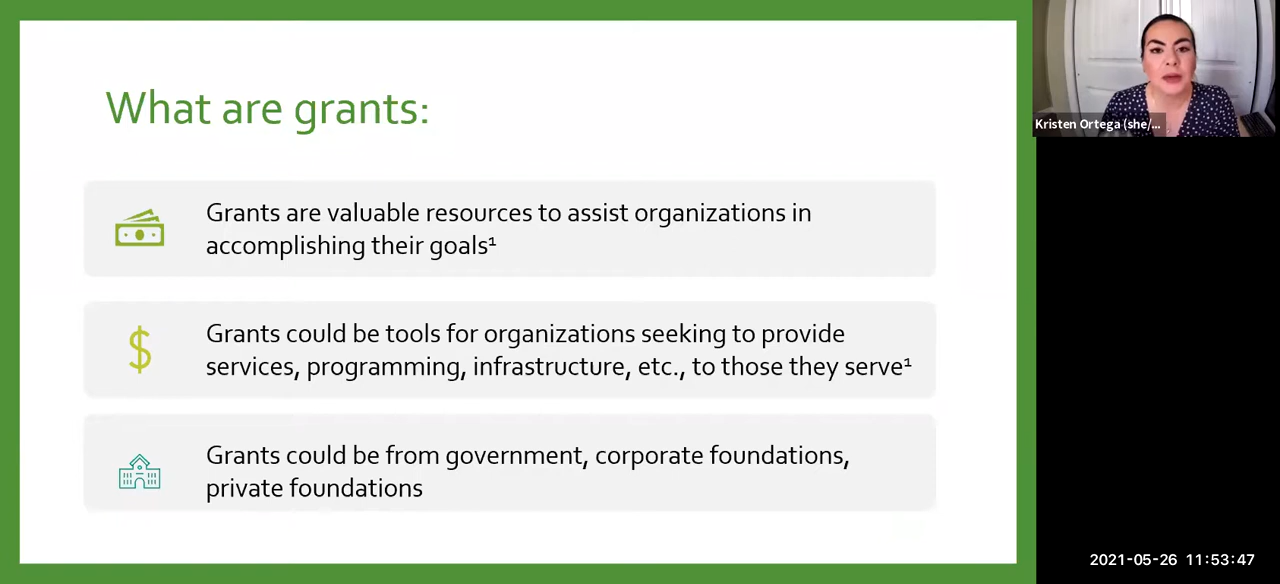 What are grants:
Grants are valuable resources to assist organizations in
accomplishing their goals¹
$
Grants could be tools for organizations seeking to provide
services, programming, infrastructure, etc., to those they serve¹
Grants could be from government, corporate foundations,
private foundations
Kristen Ortega (she/...
2021-05-26 11:53:47